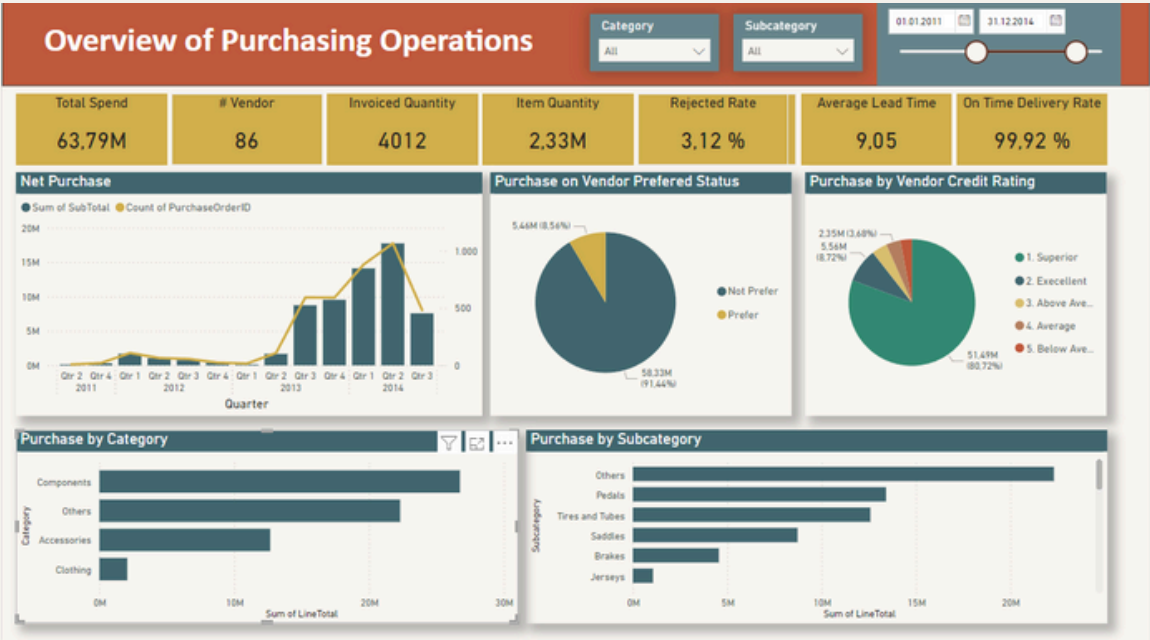 Overview of Purchasing Operations
Category
All
Subcategory
All
01.01.2011
31.12.2014
Total Spend
63,79M
# Vendor
86
Invoiced Quantity
4012
Item Quantity
2,33M
Rejected Rate
3,12 %
Average Lead Time
9,05
On Time Delivery Rate
99,92 %
Net Purchase
Sum of SubTotal Count of PurchaseOrderID
20M
15M
10M
5M
0M
1.000
500
0
Qtr 2 Qtr 4 Qtr 1 Qtr 2 Qtr 3 Qtr 4 Qtr 1 Qtr 2 Qtr 3 Qtr 4 Qtr 1 Qtr 2 Qtr 3
2011 2012 2013 2014
Quarter
Purchase on Vendor Prefered Status
5,46M (8,56%)
58,33M
(91,44%)
Not Prefer
Prefer
Purchase by Vendor Credit Rating
2,35M (3,68%)
5,56M
(8,72%)
51,49M
(80,72%)
1. Superior
2. Execellent
3. Above Ave...
4. Average
5. Below Ave...
Purchase by Category
Category
Components
Others
Accessories
Clothing
0M 10M 20M 30M
Sum of LineTotal
Purchase by Subcategory
Subcategory
Others
Pedals
Tires and Tubes
Saddles
Brakes
Jerseys
0M 5M 10M 15M 20M
Sum of LineTotal